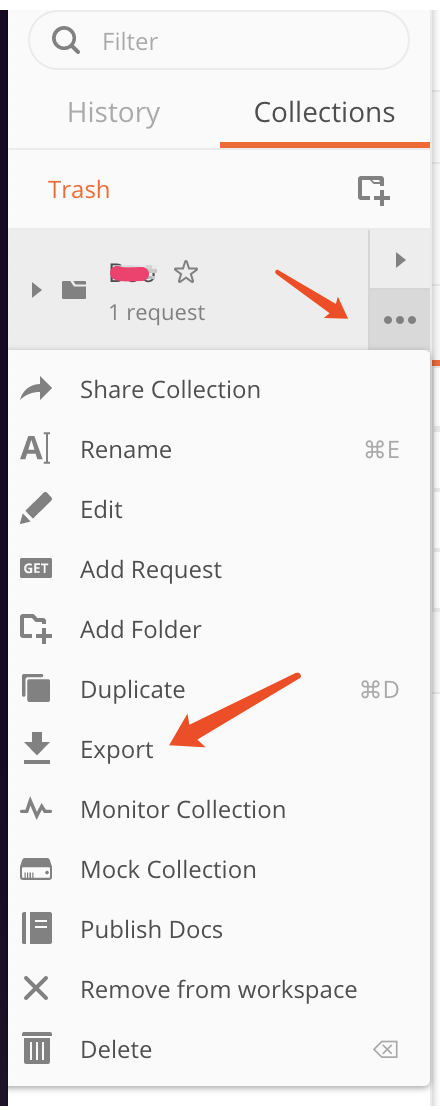 Filter
History Collections
Trash
1 request
Share Collection
Rename ⌘E
Edit
GET Add Request
Add Folder
Duplicate ⌘D
Export
Monitor Collection
Mock Collection
Publish Docs
Remove from workspace
Delete